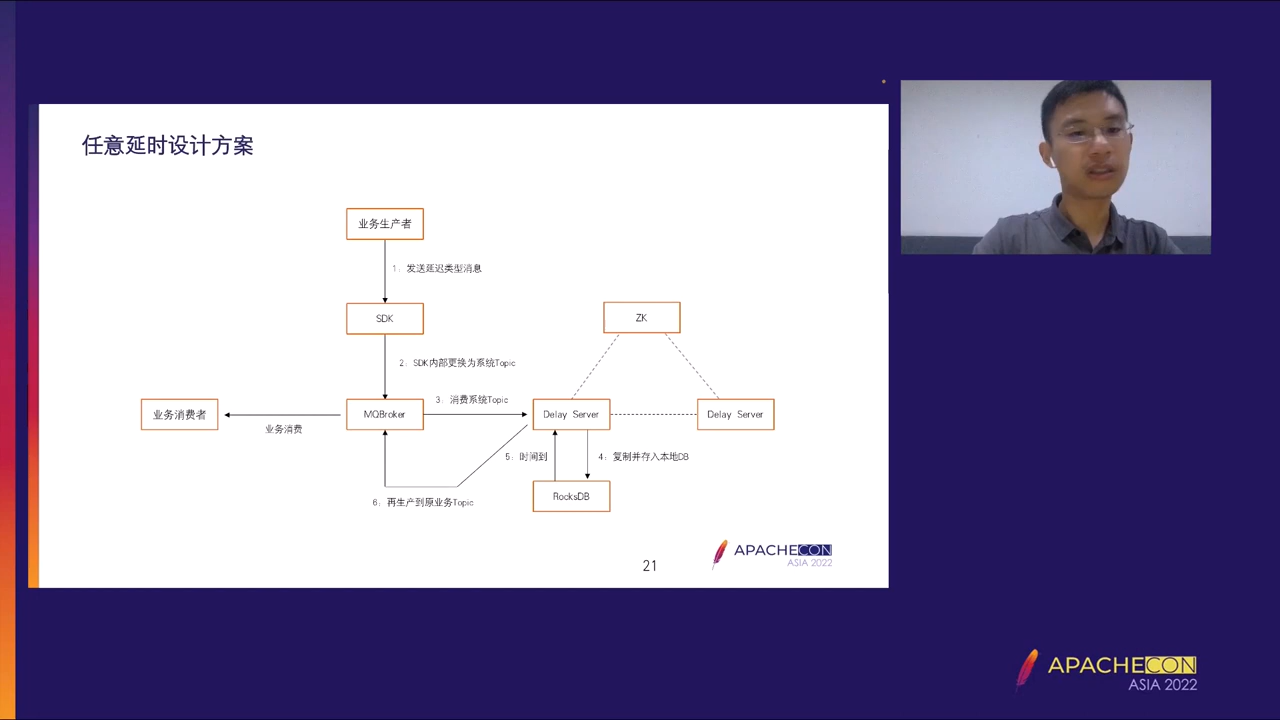 任意延时设计方案
业务生产者
1：发送延迟类型消息
SDK
ZK
2：SDK内部更换为系统Topic
3：消费系统Topic
业务消费者
MQBroker
Delay Server
Delay Server
业务消费
5：时间到
4：复制并存入本地DB
RocksDB
6：再生产到原业务Topic
APACHECON
ASIA 2022
21
APACHECON
ASIA 2022